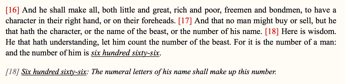 [16] And he shall make all, both little and great, rich and poor, freemen and bondmen, to have a
character in their right hand, or on their foreheads. [17] And that no man might buy or sell, but he
that hath the character, or the name of the beast, or the number of his name. [18] Here is wisdom.
He that hath understanding, let him count the number of the beast. For it is the number of a man:
and the number of him is six hundred sixty-six.
[18] Six hundred sixty-six: The numeral letters of his name shall make up this number.